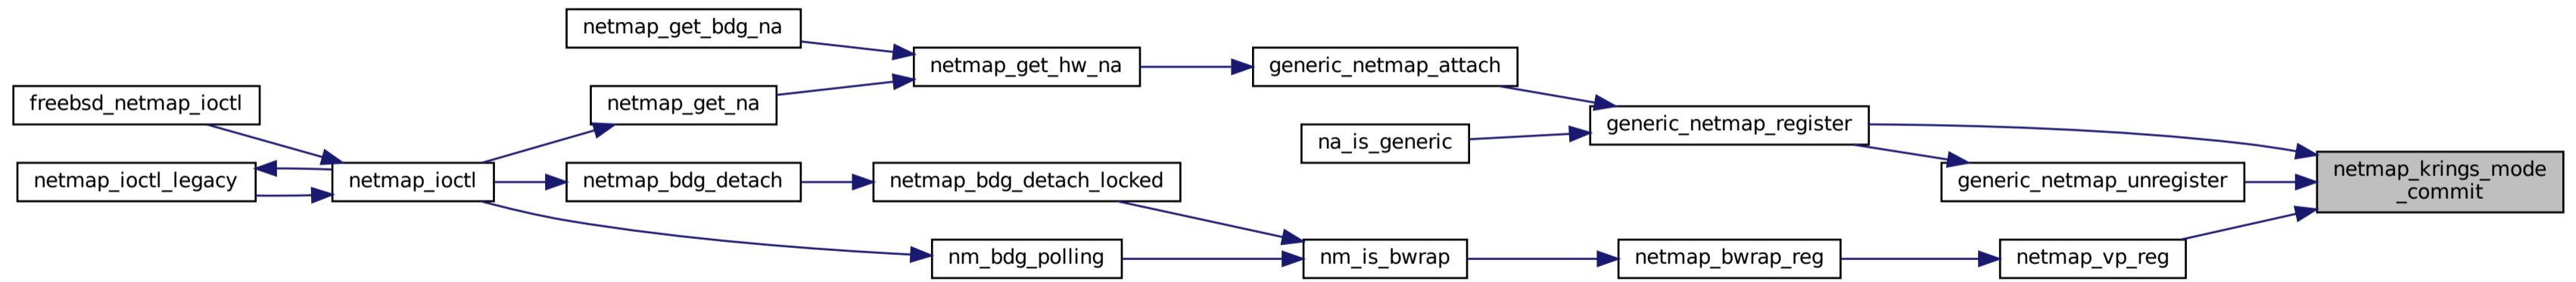 netmap_get_bdg_na
netmap_get_hw_na
generic_netmap_attach
freebsd_netmap_ioctl
netmap_get_na
generic_netmap_register
na_is_generic
netmap_krings_mode
_commit
netmap_ioctl_legacy
netmap_ioctl
netmap_bdg_detach
netmap_bdg_detach_locked
generic_netmap_unregister
nm_bdg_polling
nm_is_bwrap
netmap_bwrap_reg
netmap_vp_reg